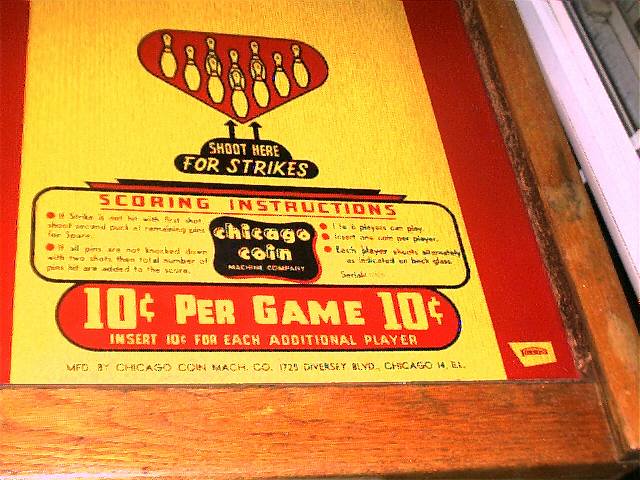 SHOOT HERE
FOR STRIKES
SCORING INSTRUCTIONS
If Strike is not hit with first shot
shoot second puck at remaining pins
for Spare.
If all pins are not knocked down
with two shots then total number of
pins hit are added to the score.
chicago
coin
MACHINE COMPANY
1 to 6 players can play.
Insert one coin per player.
Each player shoots alternately
as indicated on back glass.
Serial
10¢ PER GAME 10¢
INSERT 10¢ FOR EACH ADDITIONAL PLAYER
MFD. BY CHICAGO COIN MACH. CO. 1725 DIVERSEY BLVD., CHICAGO 14, ILL.